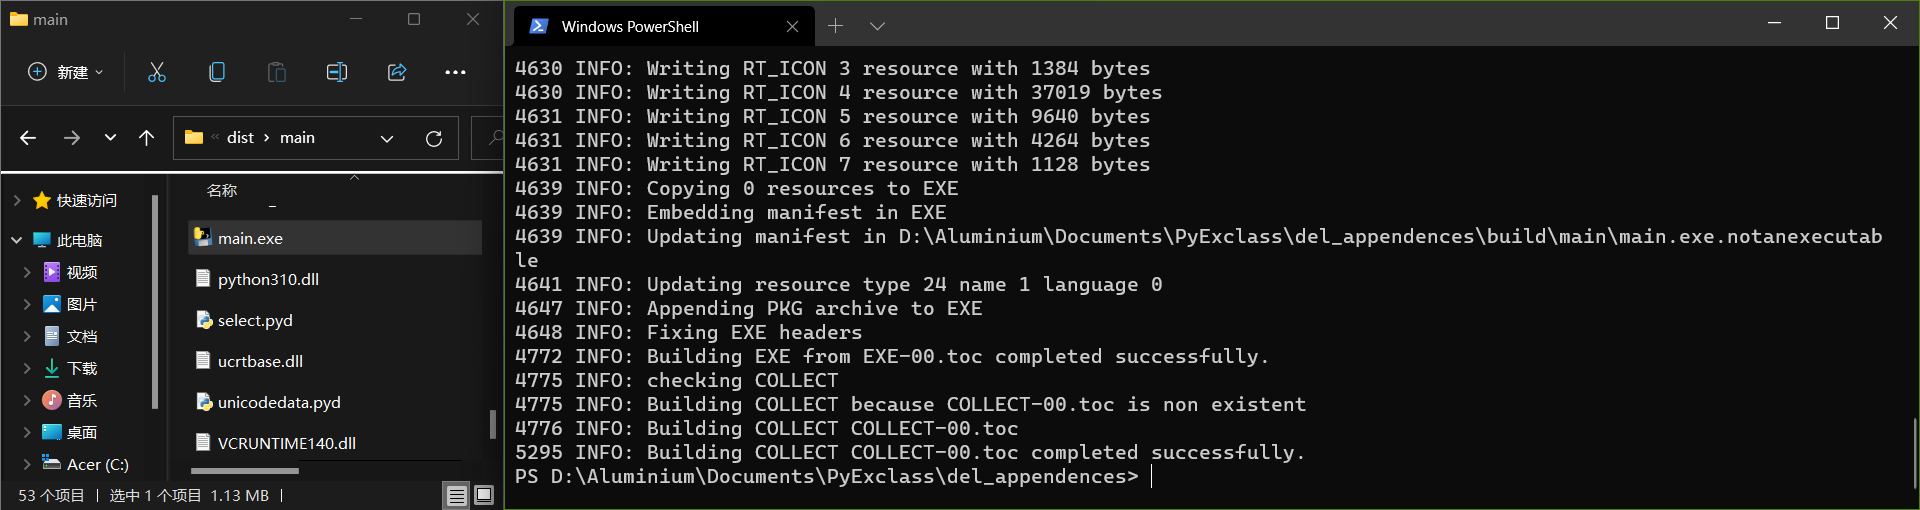 main
新建
dist
main
快速访问
此电脑
视频
图片
文档
下载
音乐
桌面
Acer (C:)
名称
main.exe
python310.dll
select.pyd
ucrtbase.dll
unicodedata.pyd
VCRUNTIME140.dll
53 个项目
选中 1 个项目 1.13 MB
Windows PowerShell
4630 INFO: Writing RT_ICON 3 resource with 1384 bytes
4630 INFO: Writing RT_ICON 4 resource with 37019 bytes
4631 INFO: Writing RT_ICON 5 resource with 9640 bytes
4631 INFO: Writing RT_ICON 6 resource with 4264 bytes
4631 INFO: Writing RT_ICON 7 resource with 1128 bytes
4639 INFO: Copying 0 resources to EXE
4639 INFO: Embedding manifest in EXE
4639 INFO: Updating manifest in D:\Aluminium\Documents\PyExclass\del_appendences\build\main\main.exe.notanexecutab
le
4641 INFO: Updating resource type 24 name 1 language 0
4647 INFO: Appending PKG archive to EXE
4648 INFO: Fixing EXE headers
4772 INFO: Building EXE from EXE-00.toc completed successfully.
4775 INFO: checking COLLECT
4775 INFO: Building COLLECT because COLLECT-00.toc is non existent
4776 INFO: Building COLLECT COLLECT-00.toc
5295 INFO: Building COLLECT COLLECT-00.toc completed successfully.
PS D:\Aluminium\Documents\PyExclass\del_appendences>